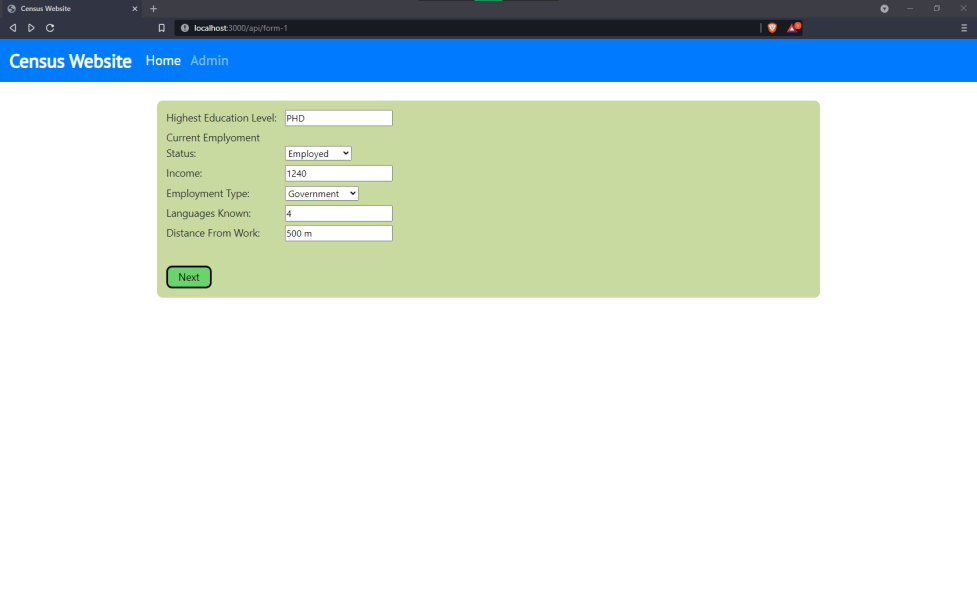 Census Website
localhost:3000/api/form-1
Census Website Home Admin
Highest Education Level: PHD
Current Emplyoment
Status: Employed
Income: 1240
Employment Type: Government
Languages Known: 4
Distance From Work: 500 m
Next